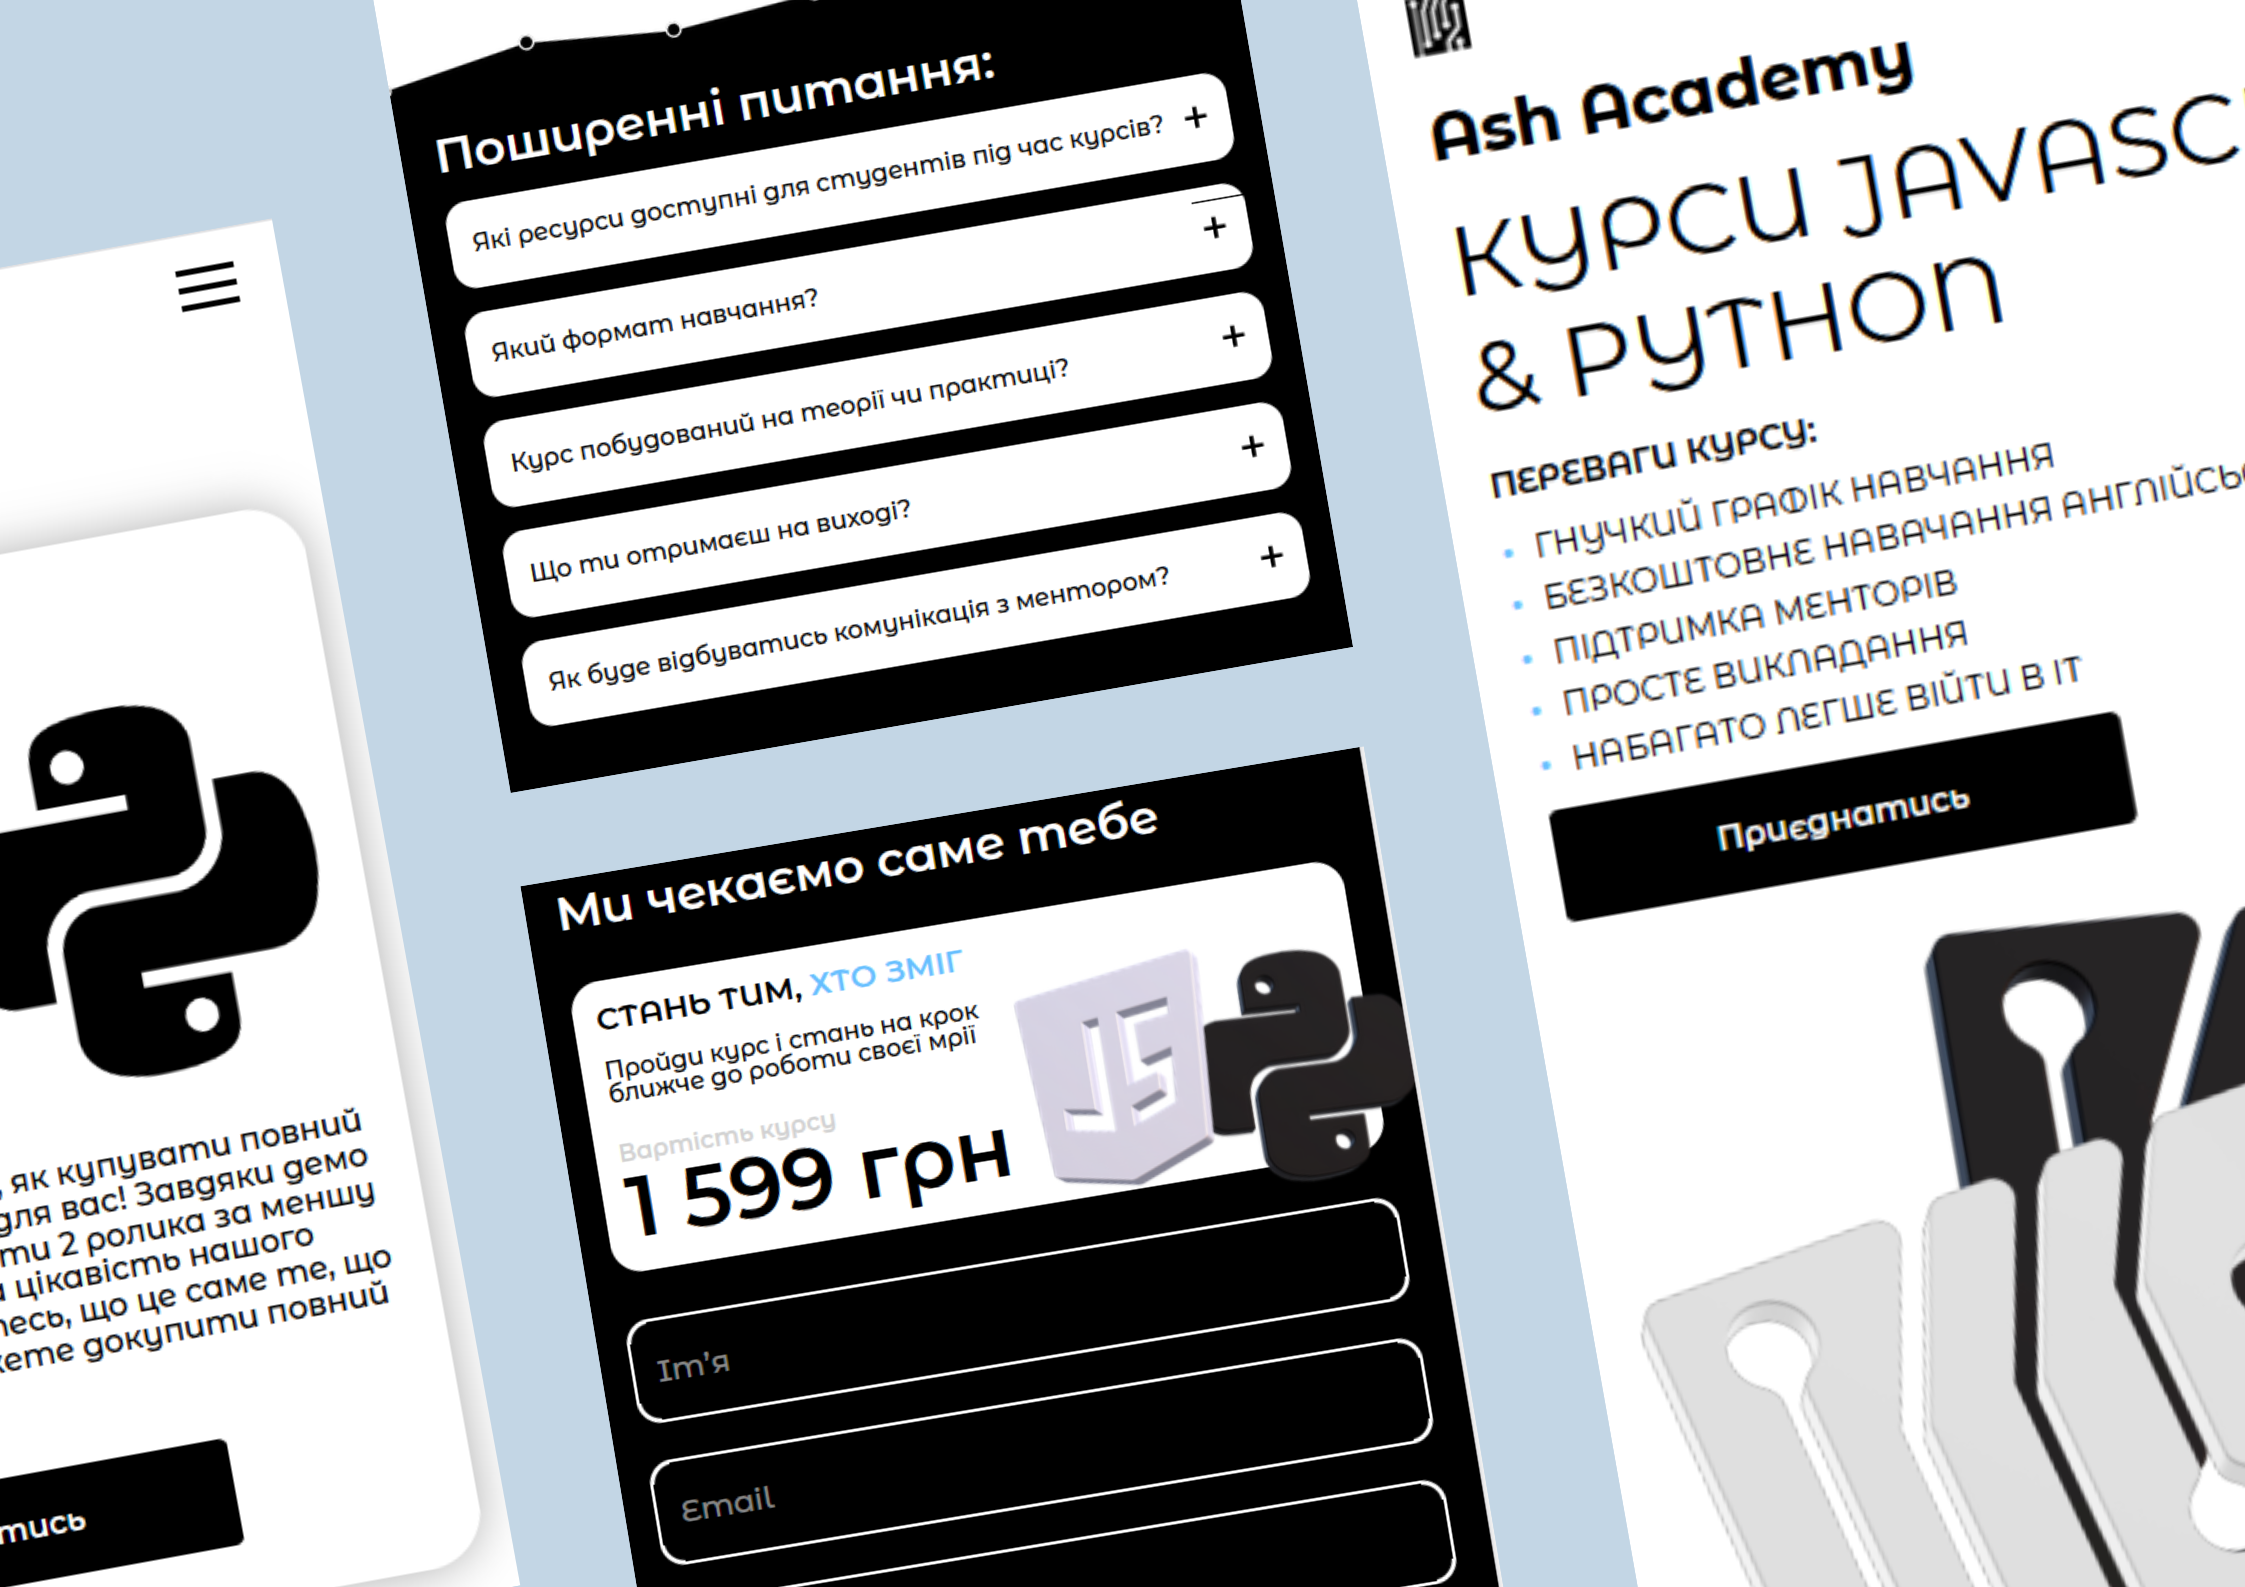 , як купувати повний
для вас! Завдяки демо
ти 2 ролика за меншу
цікавість нашого
тесь, що це саме те, що
жете докупити повний
тись
Поширенні питання:
Які ресурси доступні для студентів під час курсів?
Який формат навчання?
Курс побудований на теорії чи практиці?
Що ти отримаєш на виході?
Як буде відбуватись комунікація з ментором?
Ми чекаємо саме тебе
СТАНЬ ТИМ, ХТО ЗМІГ
Пройди курс і стань на крок
ближче до роботи своєї мрії
Вартість курсу
1 599 грн
JS
Ім'я
Email
Ash Academy
КУРСИ JAVASC
& PYTHON
ПЕРЕВАГИ КУРСУ:
ГНУЧКИЙ ГРАФІК НАВЧАННЯ
БЕЗКОШТОВНЕ НАВАЧАННЯ АНГЛІЙСЬ
ПІДТРИМКА МЕНТОРІВ
ПРОСТЕ ВИКЛАДАННЯ
НАБАГАТО ЛЕГШЕ ВІЙТИ В ІТ
Приєднатись